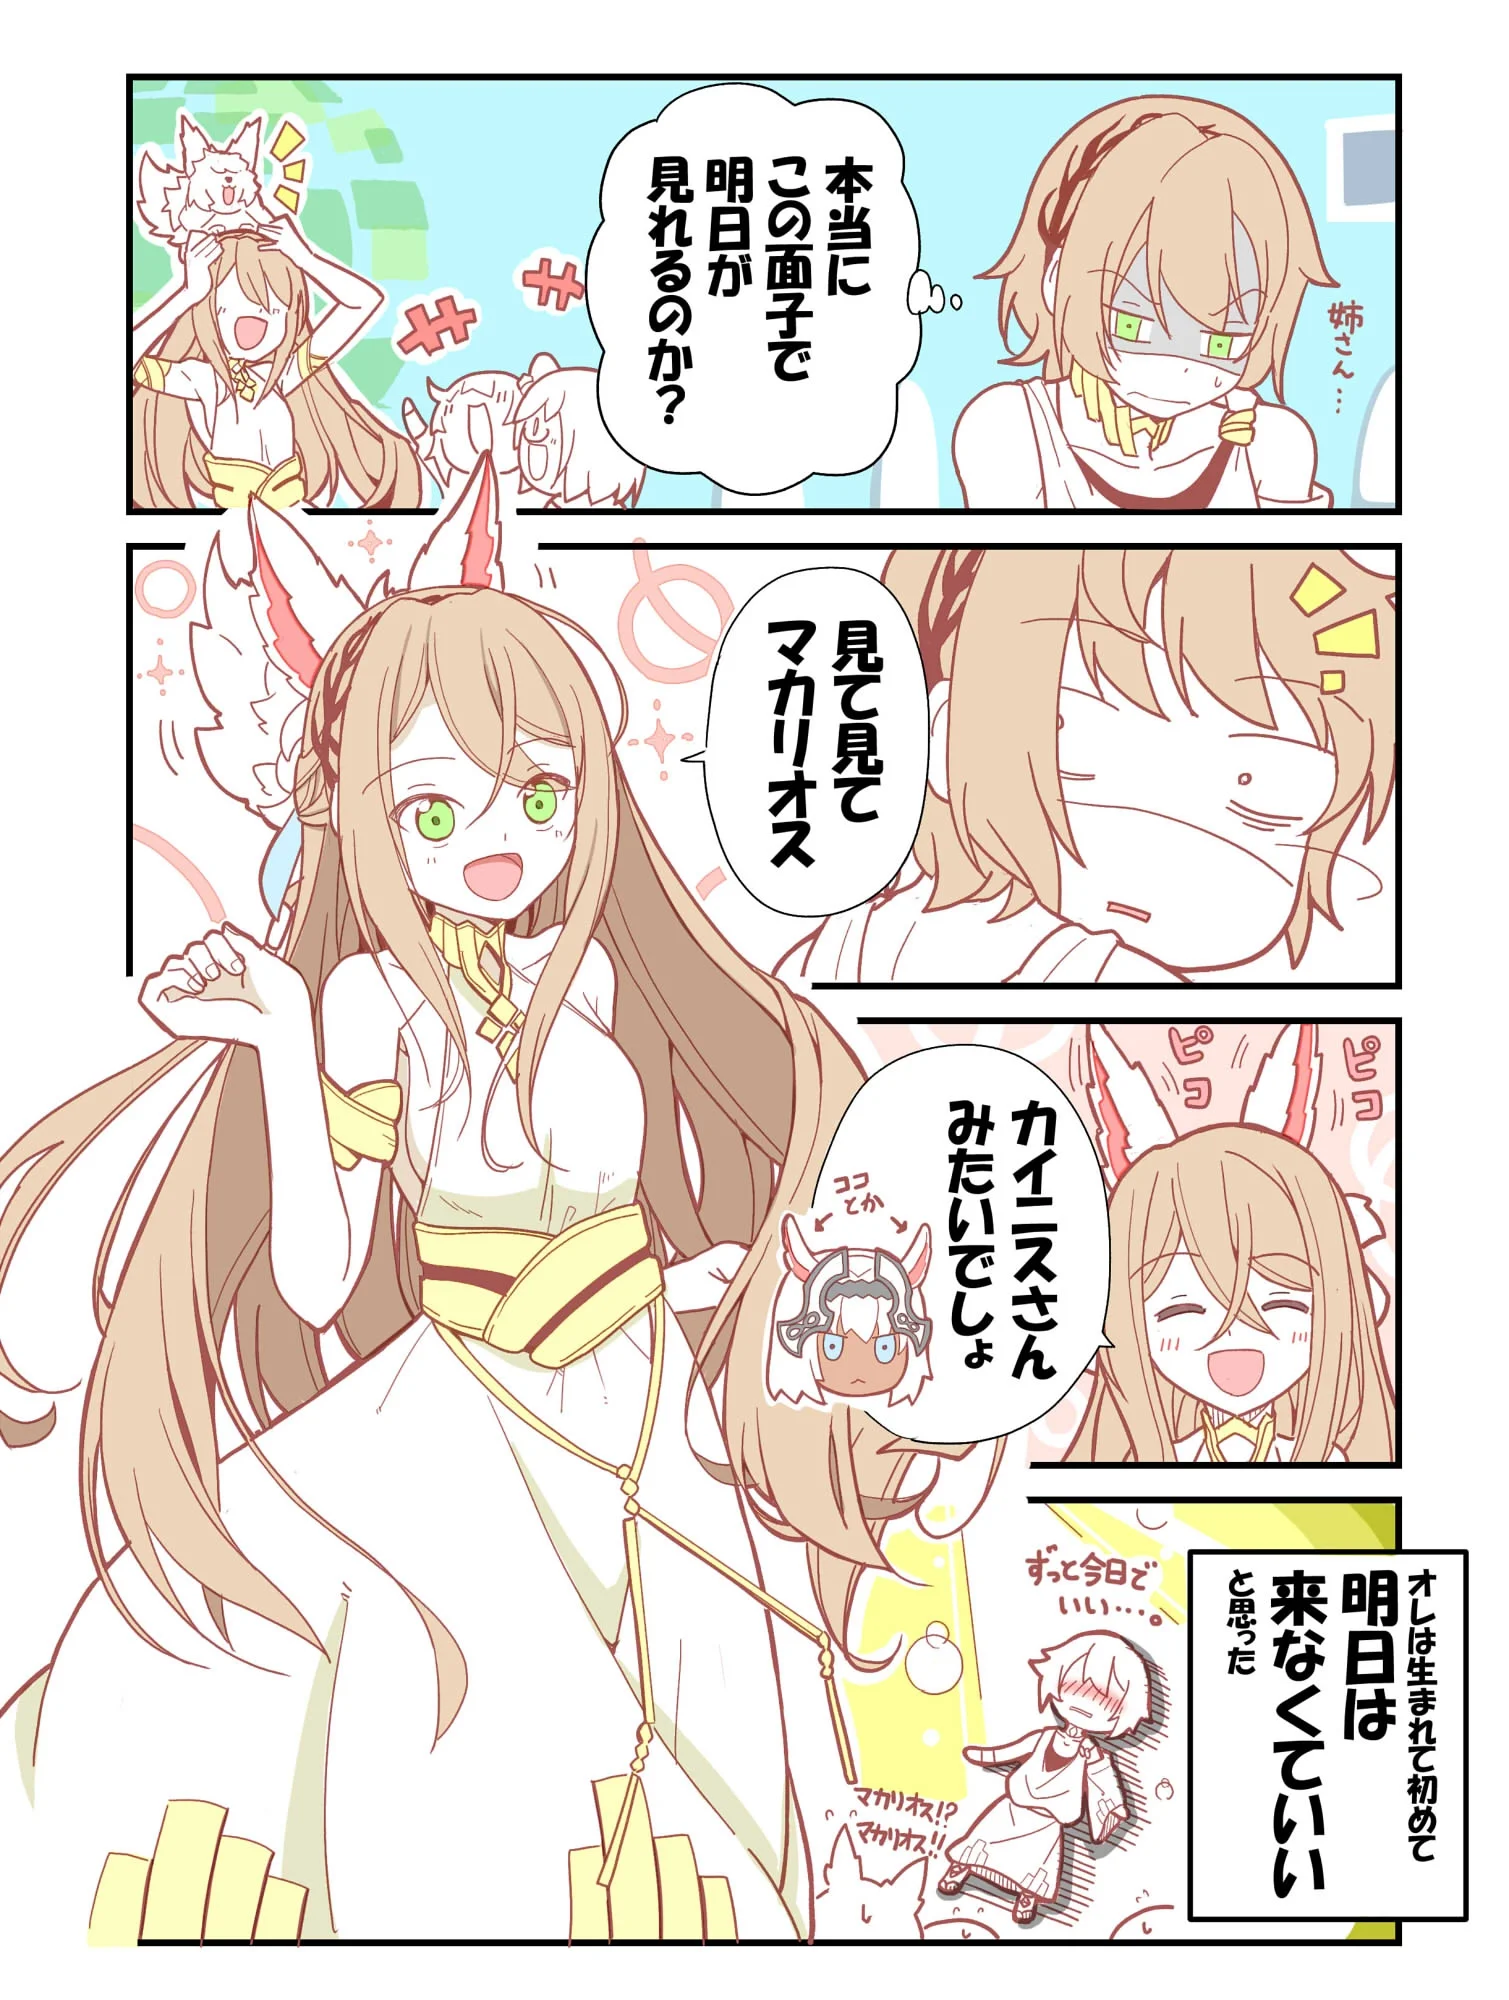 姉さん…
本当に
この面子で
明日が
見れるのか?
見て見て
マカリオス
ピコ
ピコ
カイニスさん
みたいでしょ
ココ
とか
オレは生まれて初めて
明日は
来なくていい
と思った
ずっと今日で
いい…。
マカリオス!?
マカリオス!!